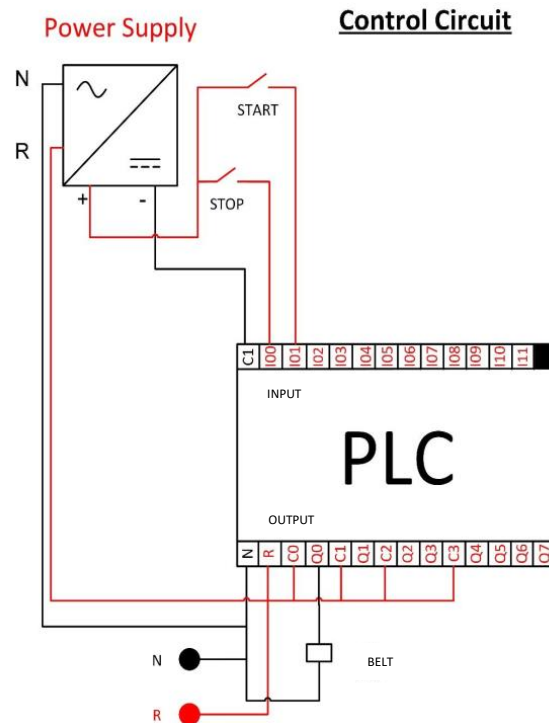 Power Supply
Control Circuit
N
R
START
STOP
+ -
C1 I00 I01 I02 I03 I04 I05 I06 I07 I08 I09 I10 I11
INPUT
PLC
OUTPUT
N R C0 Q0 C1 Q1 C2 Q2 Q3 C3 Q4 Q5 Q6 Q7
N
BELT
R